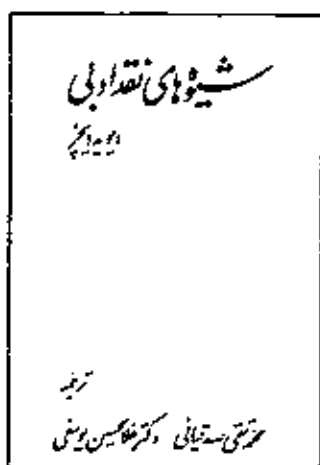 شیوه‌های نقد ادبی
دیوید دیچز
ترجمه
محمدتقی صدقیانی دکتر غلامحسین یوسفی